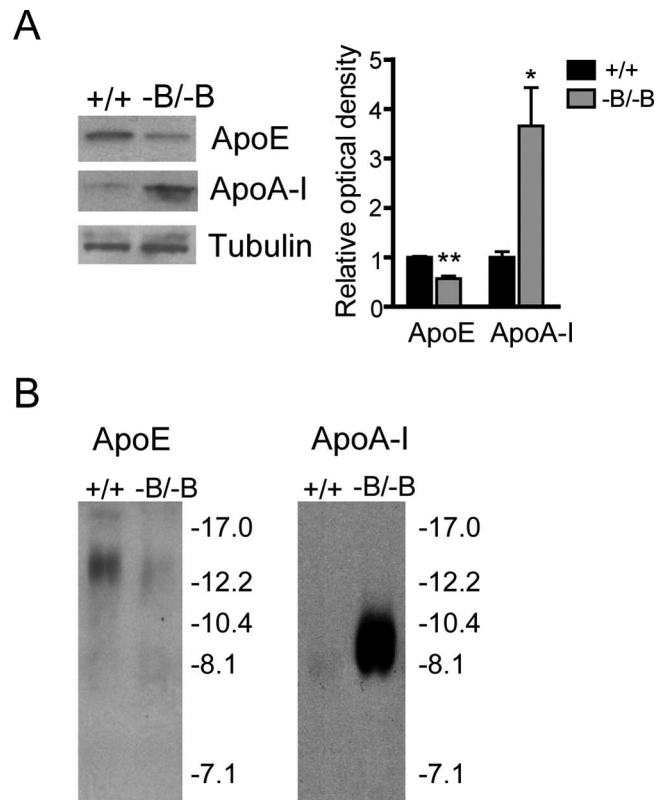 A
+/+ -B/-B
ApoE
ApoA-I
Tubulin
Relative optical density
5
4
3
2
1
0
*
**
+/+
-B/-B
ApoE ApoA-I
B
ApoE
+/+ -B/-B
-17.0
-12.2
-10.4
-8.1
-7.1
ApoA-I
+/+ -B/-B
-17.0
-12.2
-10.4
-8.1
-7.1